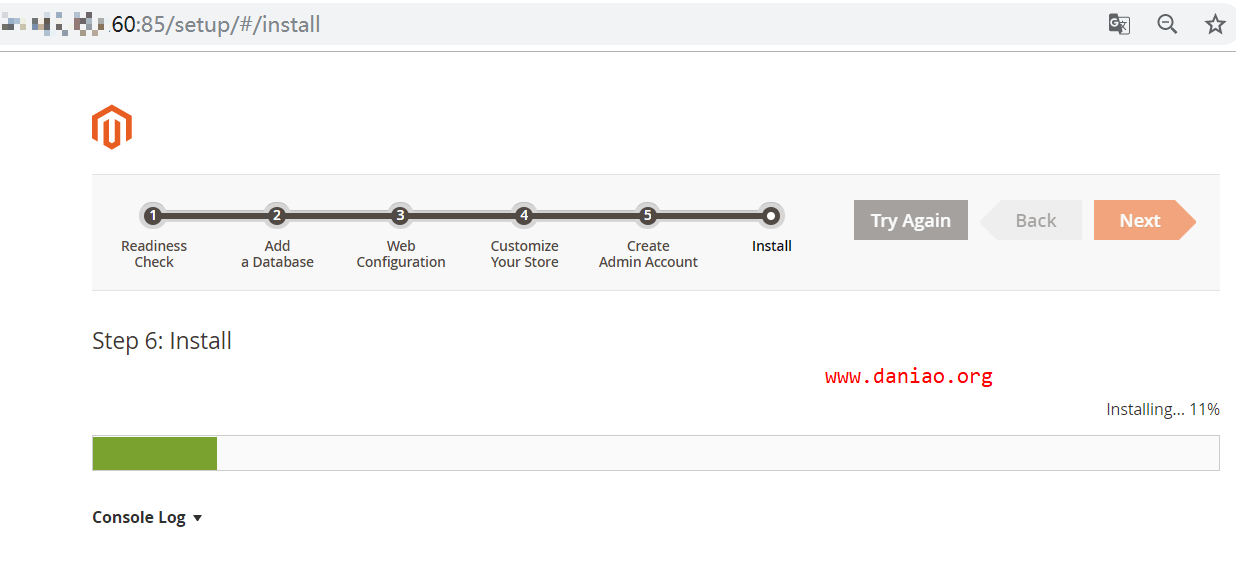 60:85/setup/#/install
1 2 3 4 5
Readiness Check
Add a Database
Web Configuration
Customize Your Store
Create Admin Account
Install
Try Again
Back
Next
Step 6: Install
www.daniao.org
Installing... 11%
Console Log